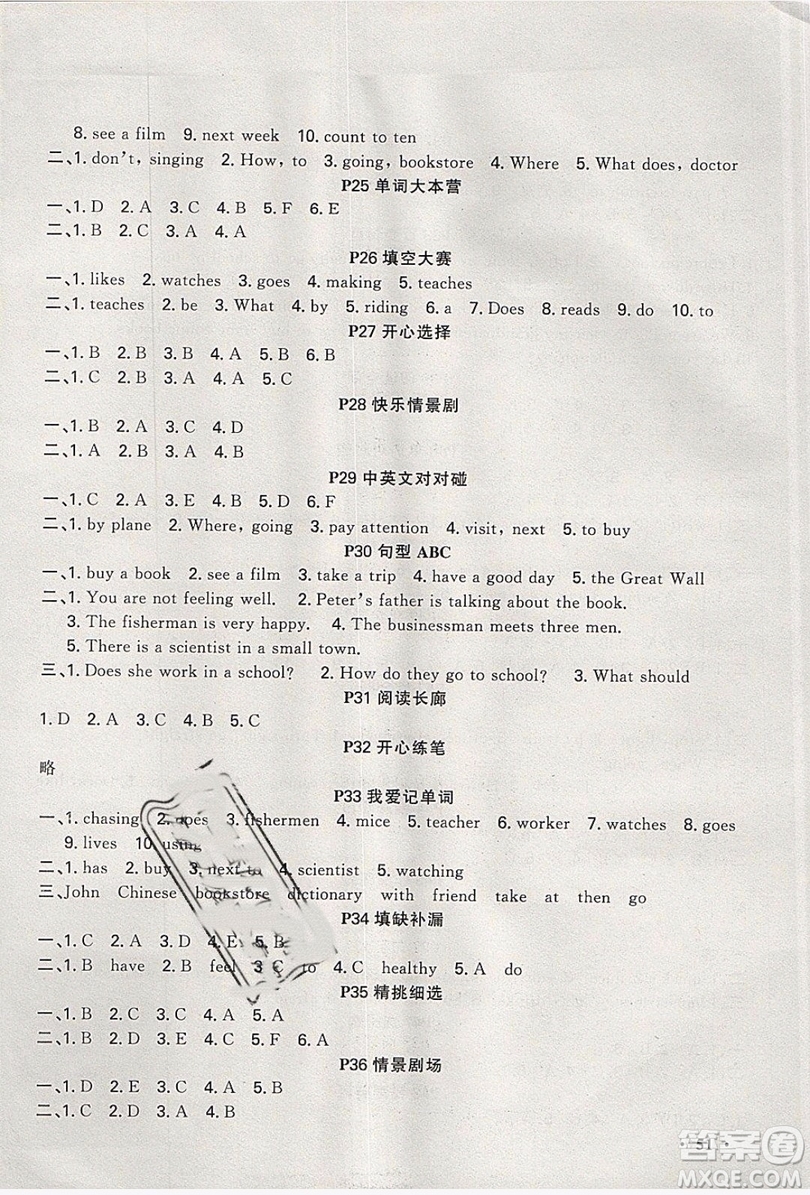 8. see a film 9. next week 10. count to ten
二、1. don't, singing 2. How, to 3. going, bookstore 4. Where 5. What does, doctor
P25 单词大本营
一、1. D 2. A 3. C 4. B 5. F 6. E
二、1. B 2. C 3. A 4. A
P26 填空大赛
一、1. likes 2. watches 3. goes 4. making 5. teaches
二、1. teaches 2. be 3. What 4. by 5. riding 6. a 7. Does 8. reads 9. do 10. to
P27 开心选择
一、1. B 2. B 3. B 4. A 5. B 6. B
二、1. C 2. B 3. A 4. B 5. C
P28 快乐情景剧
一、1. B 2. A 3. C 4. D
二、1. A 2. B 3. A 4. B
P29 中英文对对碰
一、1. C 2. E 3. A 4. B 5. D 6. F
二、1. by plane 2. Where, going 3. pay attention 4. visit, next 5. to buy
P30 句型 ABC
一、1. buy a book 2. see a film 3. take a trip 4. have a good day 5. the Great Wall
二、1. You are not feeling well. 2. Peter's father is talking about the book.
3. The fisherman is very happy. 4. The businessman meets three men.
5. There is a scientist in a small town.
三、1. Does she work in a school? 2. How do they go to school? 3. What should
P31 阅读长廊
1. D 2. A 3. C 4. B 5. C
P32 开心练笔
略
P33 我爱记单词
一、1. chasing 2. goes 3. fishermen 4. mice 5. teacher 6. worker 7. watches 8. goes
9. lives 10. using
二、1. has 2. buy 3. next to 4. scientist 5. watching
三、John Chinese bookstore dictionary with friend take at then go
P34 填缺补漏
一、1. C 2. A 3. D 4. E 5. B
二、1. B have 2. B feel 3. C to 4. C healthy 5. A do
P35 精挑细选
一、1. B 2. C 3. C 4. A 5. A
二、1. B 2. D 3. E 4. C 5. F 6. A
P36 情景剧场
一、1. D 2. B 3. C 4. A
二、1. C 2. B 3. D 4. A
· 51 ·
答案圈
MXQE.COM